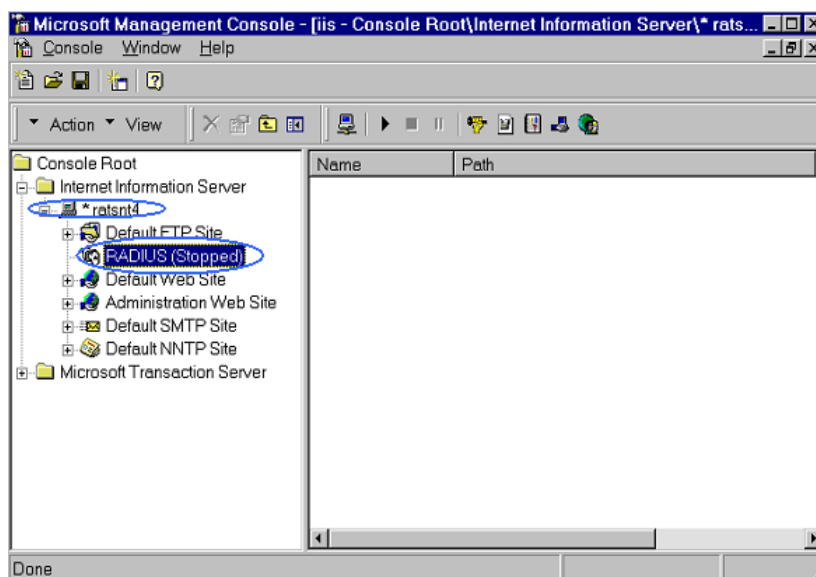 Microsoft Management Console - [iis - Console Root\Internet Information Server\* rats...
Console Window Help
Action View
Console Root
Name Path
Internet Information Server
* ratsnt4
Default FTP Site
RADIUS (Stopped)
Default Web Site
Administration Web Site
Default SMTP Site
Default NNTP Site
Microsoft Transaction Server
Done